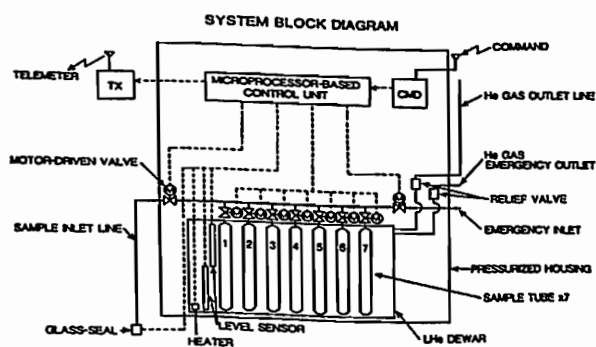 SYSTEM BLOCK DIAGRAM
COMMAND
TELEMETER
TX
MICROPROCESSOR-BASED
CONTROL UNIT
CMD
He GAS OUTLET LINE
He GAS
EMERGENCY OUTLET
MOTOR-DRIVEN VALVE
RELIEF VALVE
SAMPLE INLET LINE
EMERGENCY INLET
1 2 3 4 5 6 7
PRESSURIZED HOUSING
SAMPLE TUBE x7
GLASS-SEAL
LEVEL SENSOR
HEATER
LHe DEWAR